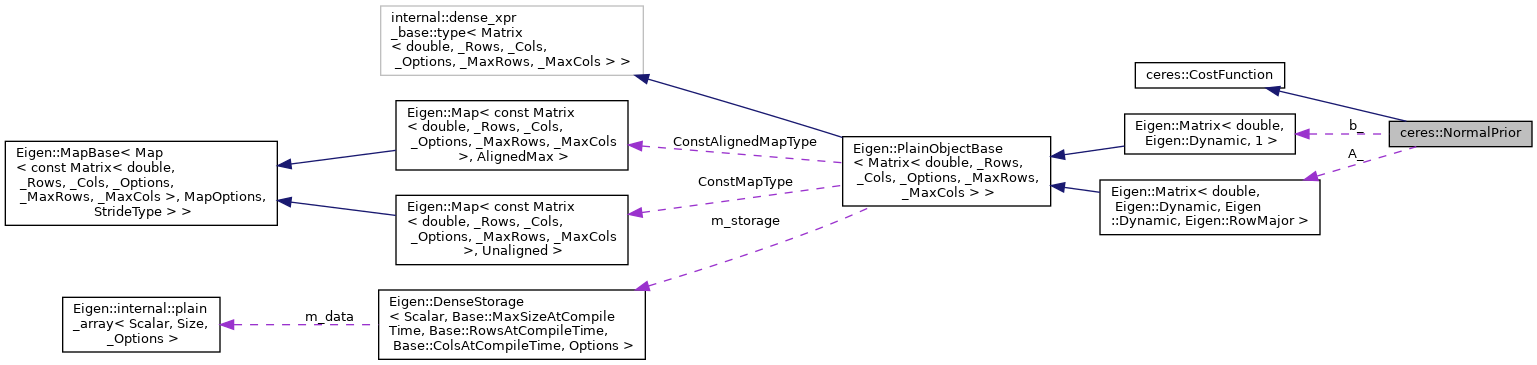 internal::dense_xpr
_base::type< Matrix
< double, _Rows, _Cols,
_Options, _MaxRows, _MaxCols > >
ceres::CostFunction
Eigen::Map< const Matrix
< double, _Rows, _Cols,
_Options, _MaxRows, _MaxCols
>, AlignedMax >
ConstAlignedMapType
Eigen::Matrix< double,
Eigen::Dynamic, 1 >
b_
ceres::NormalPrior
Eigen::MapBase< Map
< const Matrix< double,
_Rows, _Cols, _Options,
_MaxRows, _MaxCols >, MapOptions,
StrideType > >
Eigen::PlainObjectBase
< Matrix< double, _Rows,
_Cols, _Options, _MaxRows,
_MaxCols > >
A_
ConstMapType
Eigen::Matrix< double,
Eigen::Dynamic, Eigen
::Dynamic, Eigen::RowMajor >
Eigen::Map< const Matrix
< double, _Rows, _Cols,
_Options, _MaxRows, _MaxCols
>, Unaligned >
m_storage
Eigen::internal::plain
_array< Scalar, Size,
_Options >
m_data
Eigen::DenseStorage
< Scalar, Base::MaxSizeAtCompile
Time, Base::RowsAtCompileTime,
Base::ColsAtCompileTime, Options >